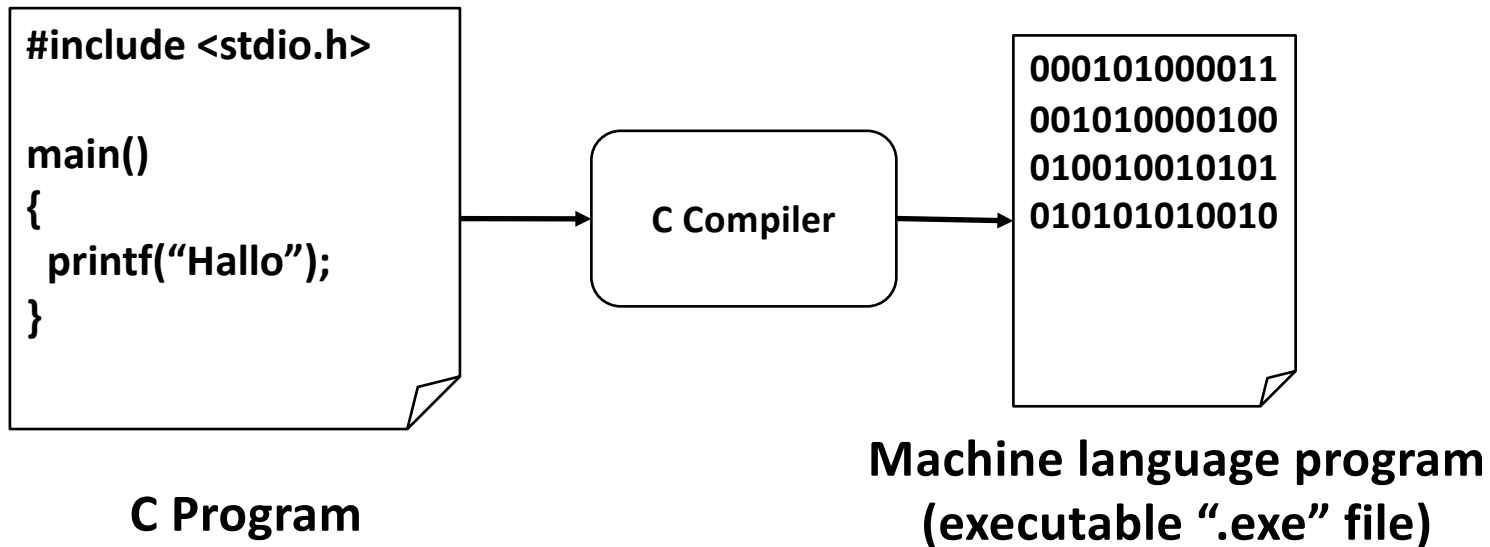 #include <stdio.h>
main()
{
printf(“Hallo”);
}
C Program
C Compiler
000101000011
001010000100
010010010101
010101010010
Machine language program
(executable “.exe” file)